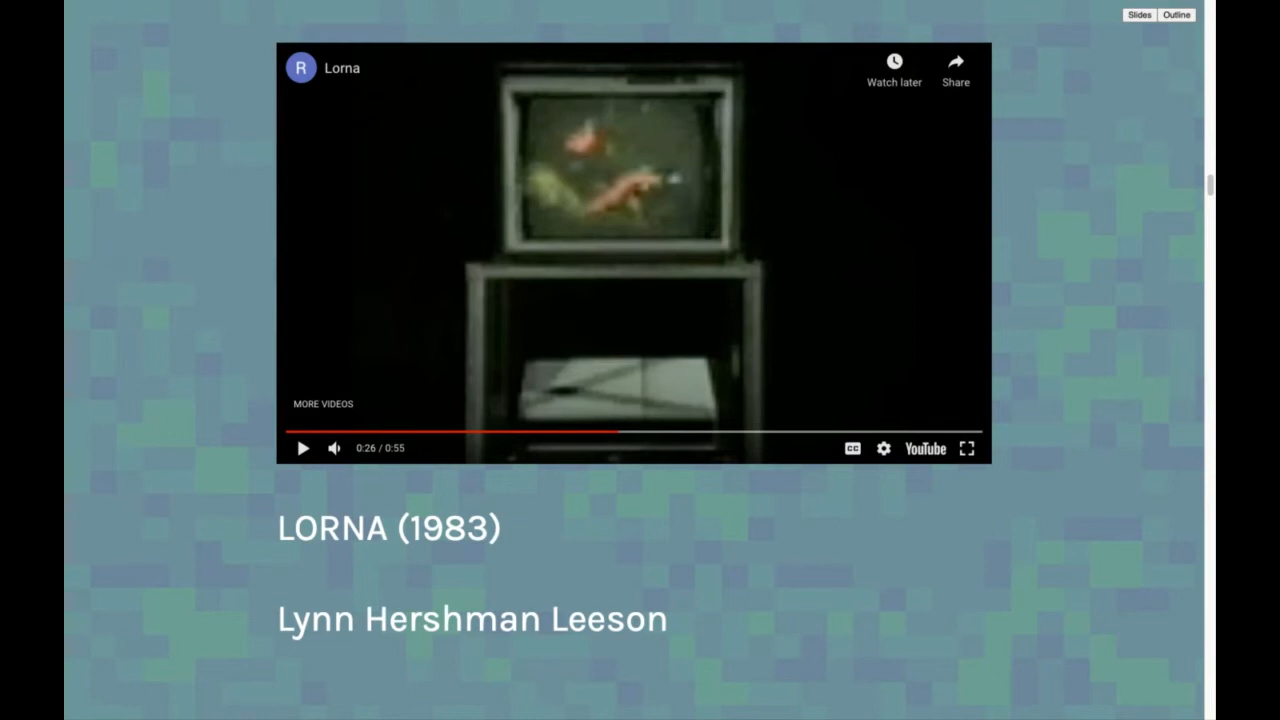 Slides Outline
R Lorna
Watch later Share
MORE VIDEOS
0:26 / 0:55 CC YouTube
LORNA (1983)
Lynn Hershman Leeson